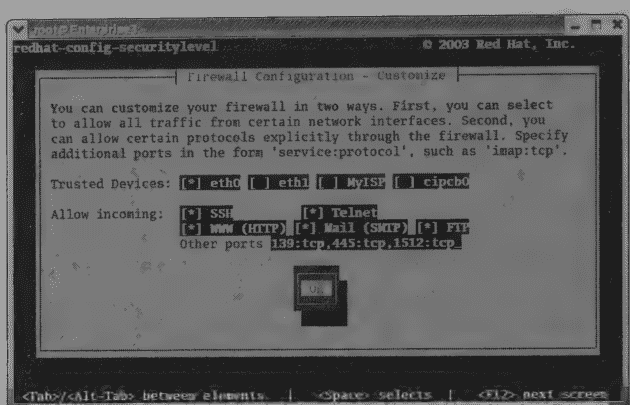 root@Enterprise3:
redhat-config-securitylevel © 2003 Red Hat, Inc.
Firewall Configuration - Customize
You can customize your firewall in two ways. First, you can select
to allow all traffic from certain network interfaces. Second, you
can allow certain protocols explicitly through the firewall. Specify
additional ports in the form 'service:protocol', such as 'imap:tcp'.
Trusted Devices: [*] eth0 [ ] eth1 [ ] MyISP [ ] cipcb0
Allow incoming: [*] SSH [*] Telnet
[*] WWW (HTTP) [*] Mail (SMTP) [*] FTP
Other ports 139:tcp,445:tcp,1512:tcp_
OK
<Tab>/<Alt-Tab> between elements | <Space> selects | <F12> next screen